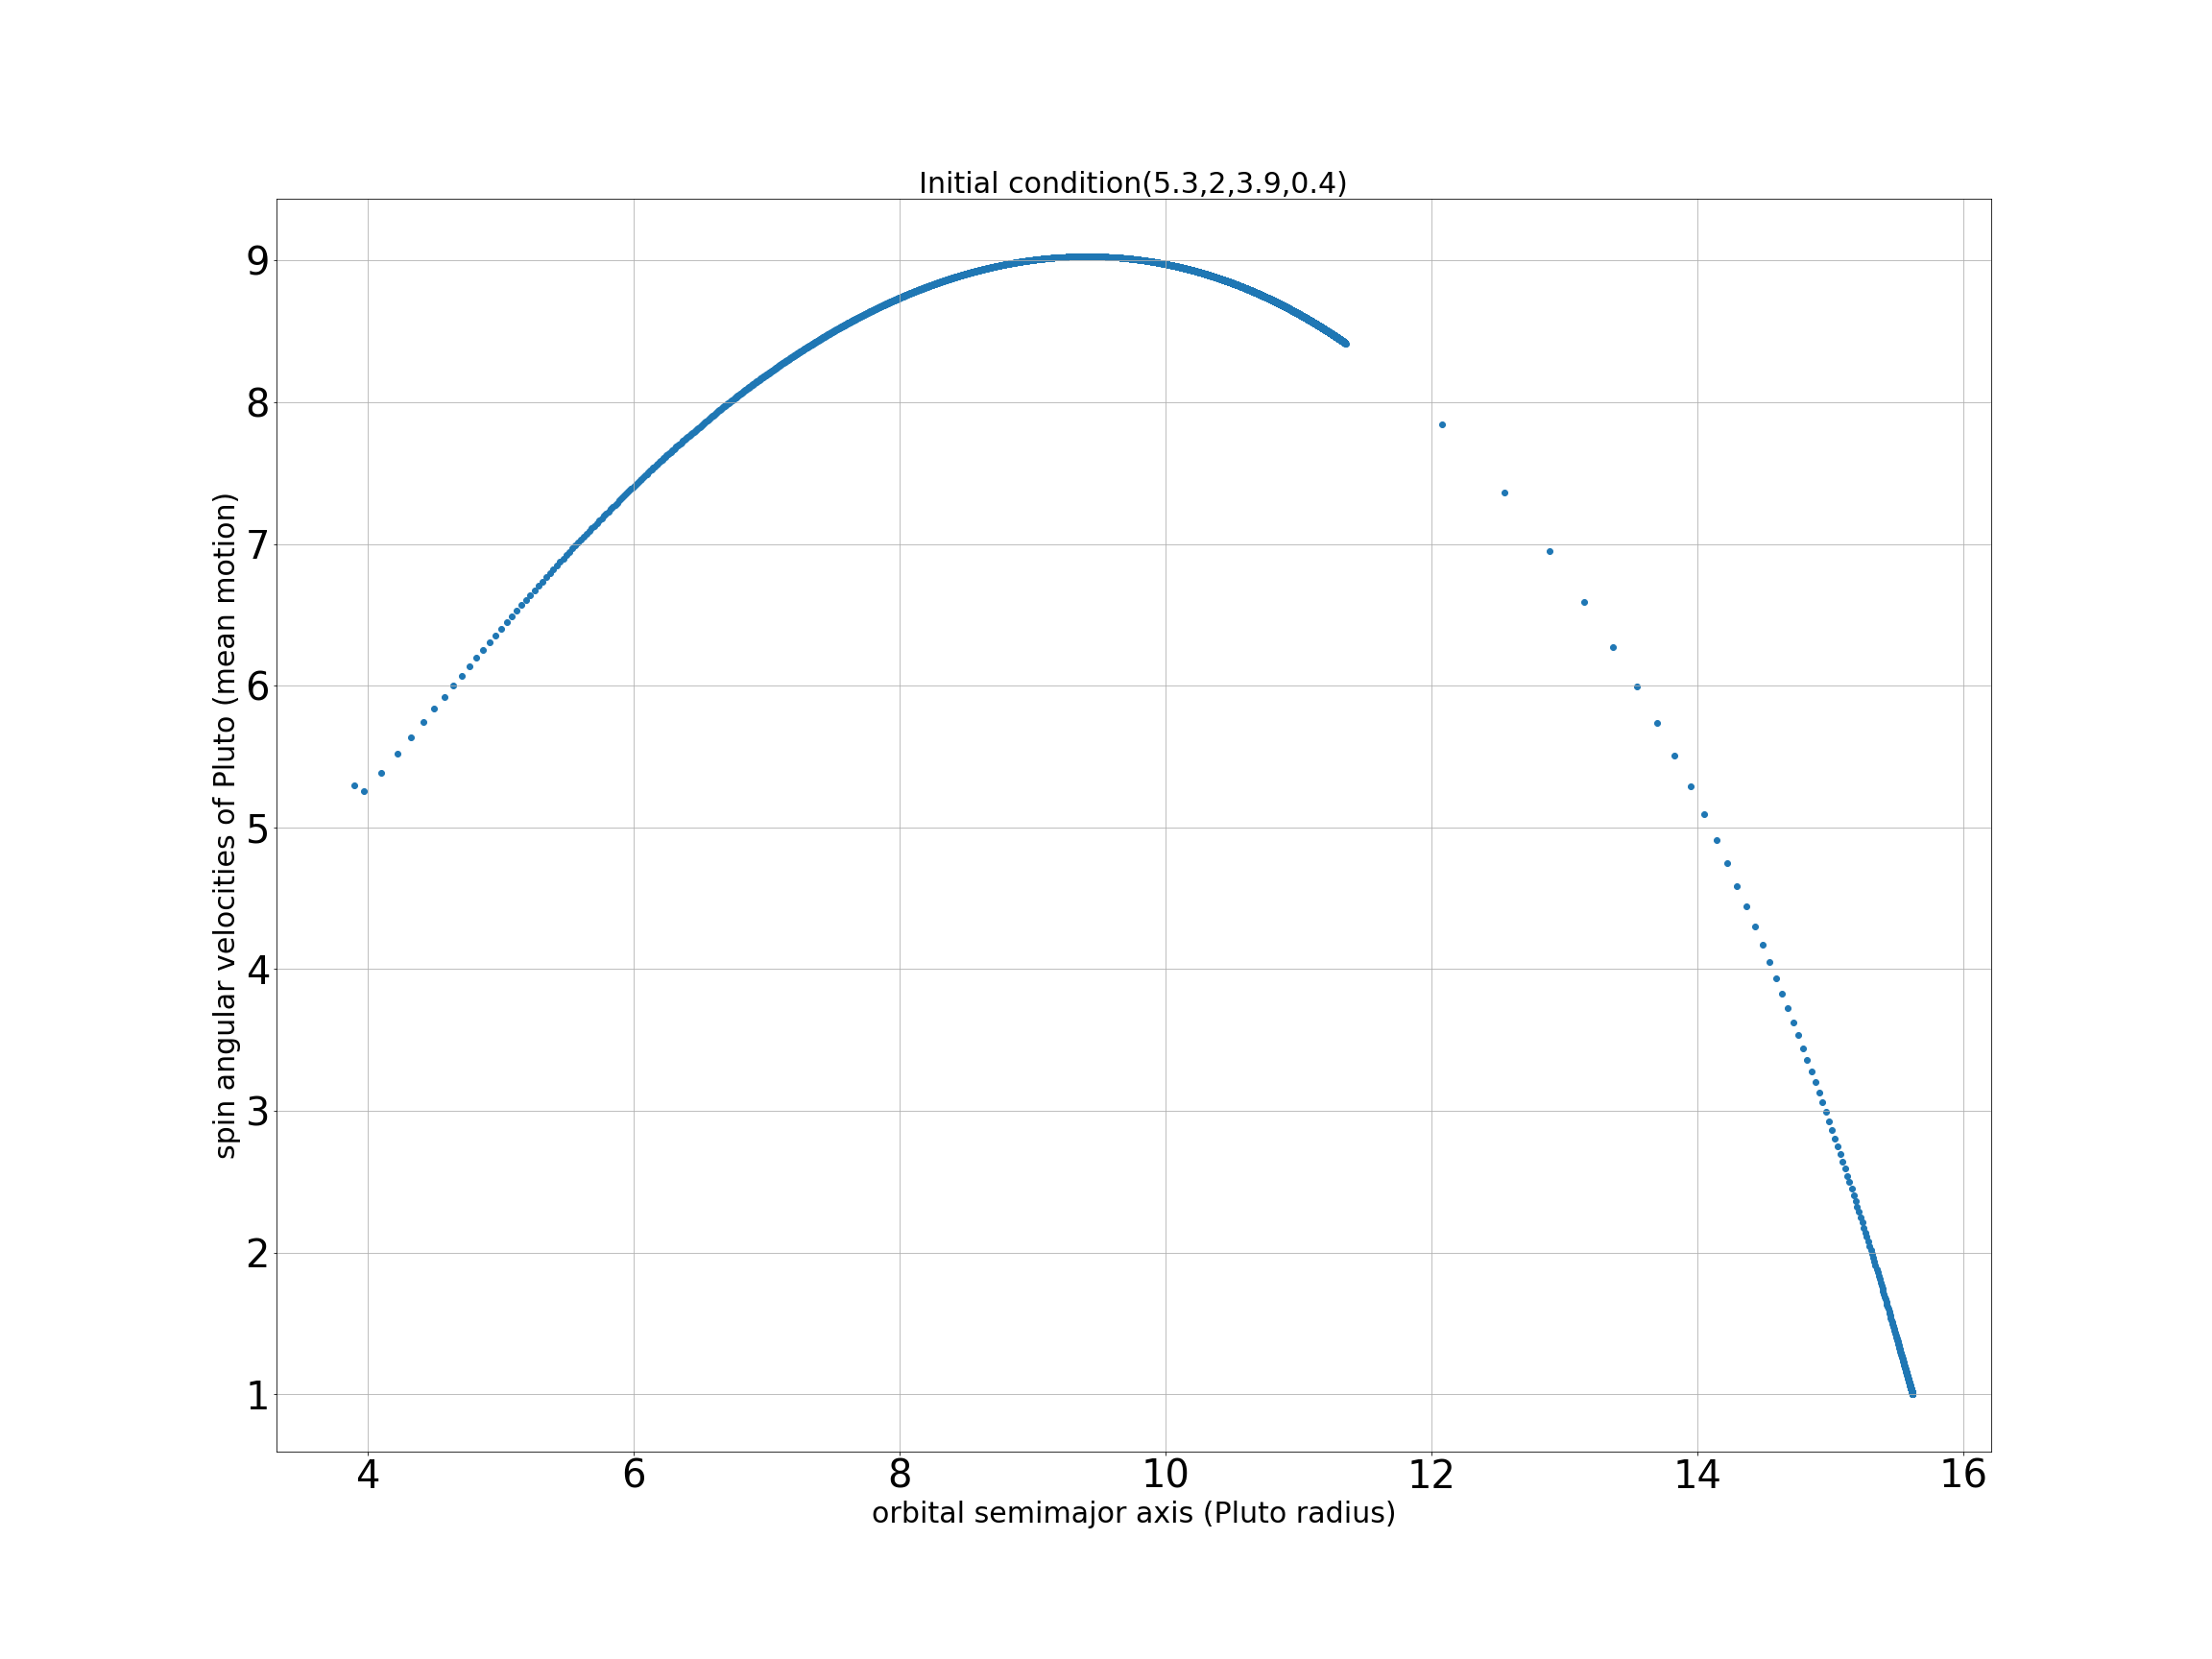 Initial condition(5.3,2,3.9,0.4)
spin angular velocities of Pluto (mean motion)
9
8
7
6
5
4
3
2
1
4 6 8 10 12 14 16
orbital semimajor axis (Pluto radius)